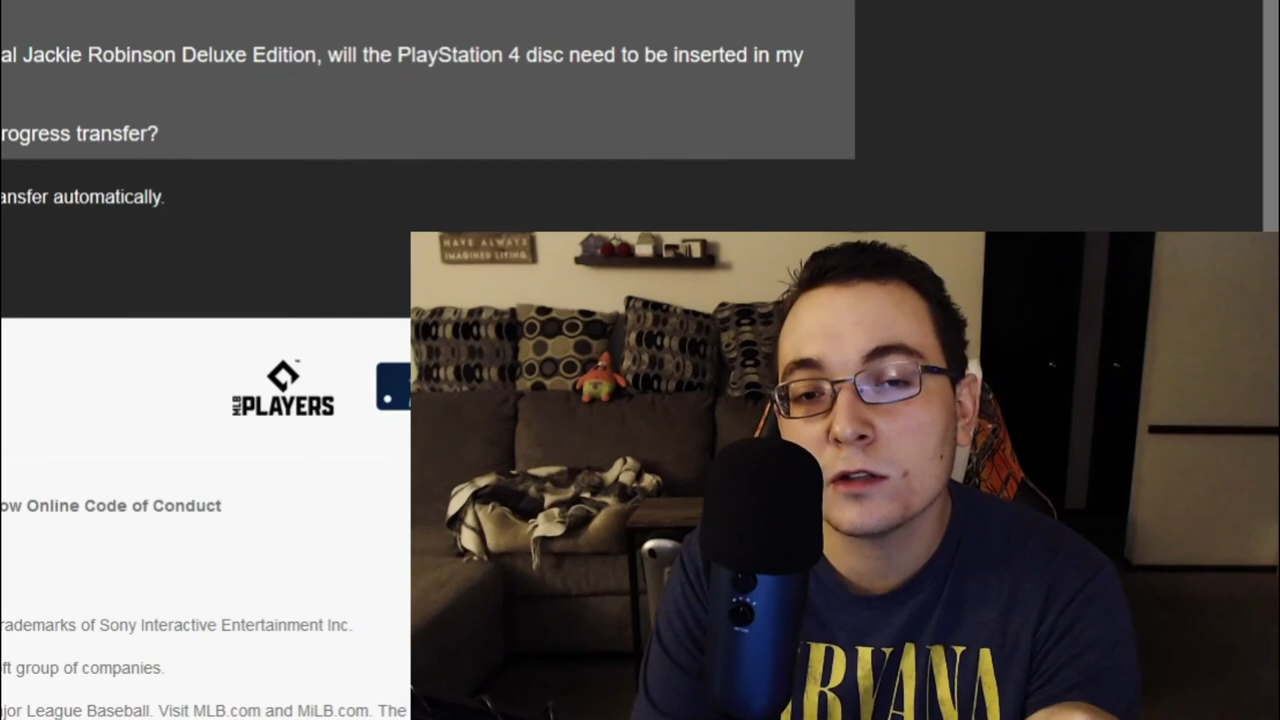 al Jackie Robinson Deluxe Edition, will the PlayStation 4 disc need to be inserted in my
rogress transfer?
ansfer automatically.
HAVE ALWAYS
IMAGINED LIVING.
MLB PLAYERS
ow Online Code of Conduct
rademarks of Sony Interactive Entertainment Inc.
ft group of companies.
jor League Baseball. Visit MLB.com and MiLB.com. The
IRVANA